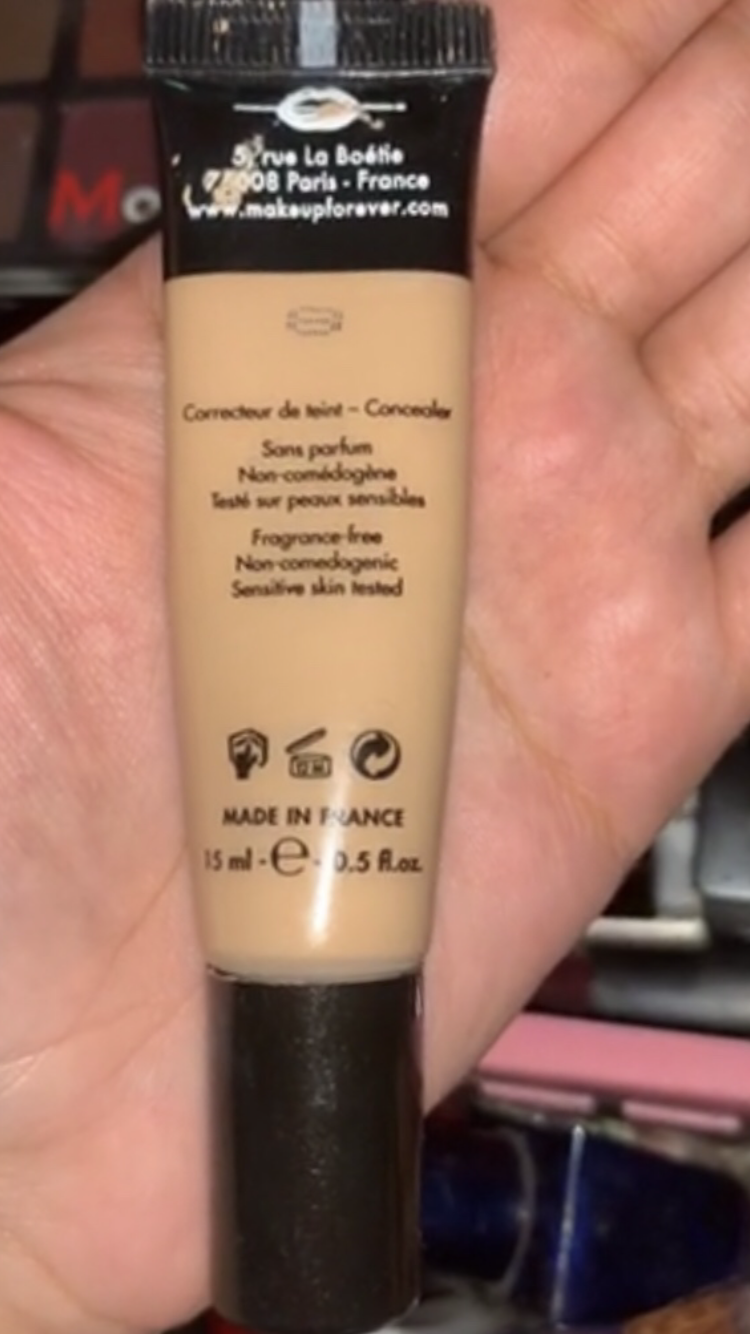 5, rue La Boétie
75008 Paris - France
www.makeupforever.com
Correcteur de teint – Concealer
Sans parfum
Non-comédogène
Testé sur peaux sensibles
Fragrance-free
Non-comedogenic
Sensitive skin tested
12 M
MADE IN FRANCE
15 ml - e - 0.5 fl.oz.